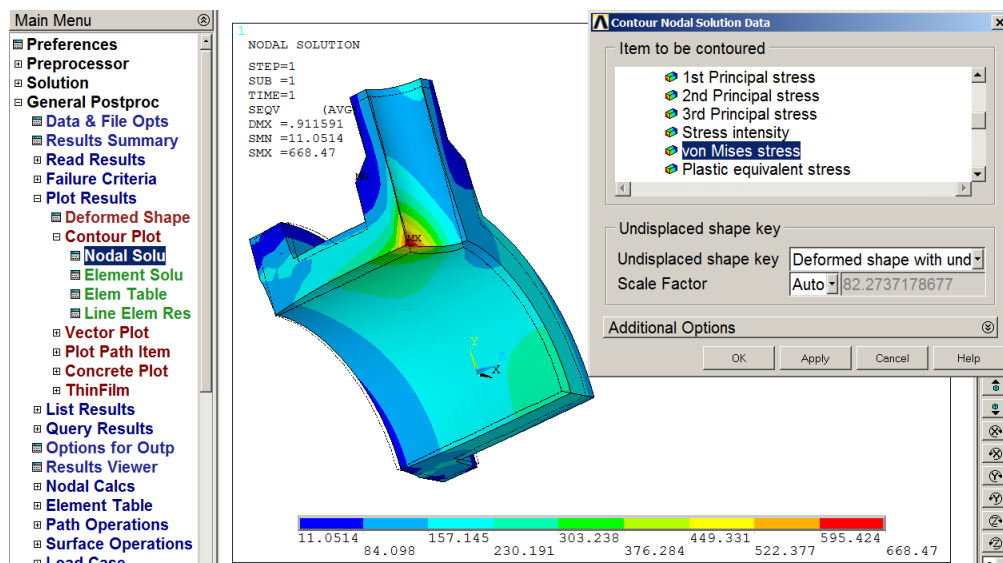 Main Menu
Preferences
Preprocessor
Solution
General Postproc
Data & File Opts
Results Summary
Read Results
Failure Criteria
Plot Results
Deformed Shape
Contour Plot
Nodal Solu
Element Solu
Elem Table
Line Elem Res
Vector Plot
Plot Path Item
Concrete Plot
ThinFilm
List Results
Query Results
Options for Outp
Results Viewer
Nodal Calcs
Element Table
Path Operations
Surface Operations
Load Case
1
NODAL SOLUTION
STEP=1
SUB =1
TIME=1
SEQV (AVG
DMX =.911591
SMN =11.0514
SMX =668.47
MX
Y
Z
X
11.0514 157.145 303.238 449.331 595.424
84.098 230.191 376.284 522.377 668.47
Contour Nodal Solution Data
Item to be contoured
1st Principal stress
2nd Principal stress
3rd Principal stress
Stress intensity
von Mises stress
Plastic equivalent stress
Undisplaced shape key
Undisplaced shape key Deformed shape with und
Scale Factor Auto 82.2737178677
Additional Options
OK Apply Cancel Help